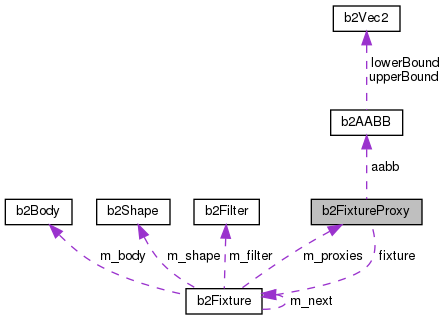 b2Vec2
lowerBound
upperBound
b2AABB
aabb
b2Body
b2Shape
b2Filter
b2FixtureProxy
m_body
m_shape
m_filter
m_proxies
fixture
b2Fixture
m_next